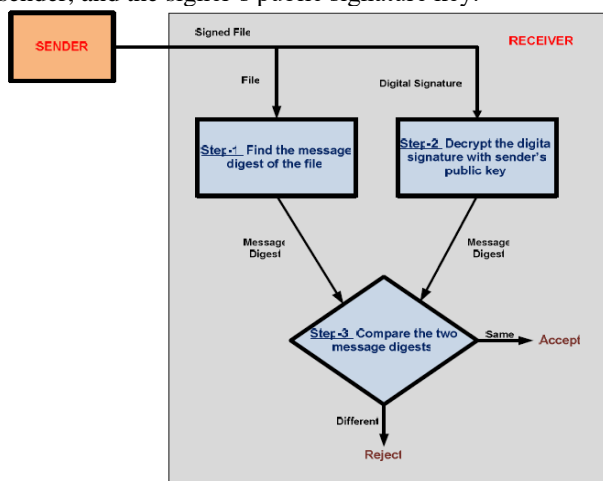 sender, and the signer's public signature key.
Signed File
SENDER
RECEIVER
File
Digital Signature
Step-1 Find the message
digest of the file
Step-2 Decrypt the digita
signature with sender's
public key
Message
Digest
Message
Digest
Step-3 Compare the two
message digests
Same
Accept
Different
Reject